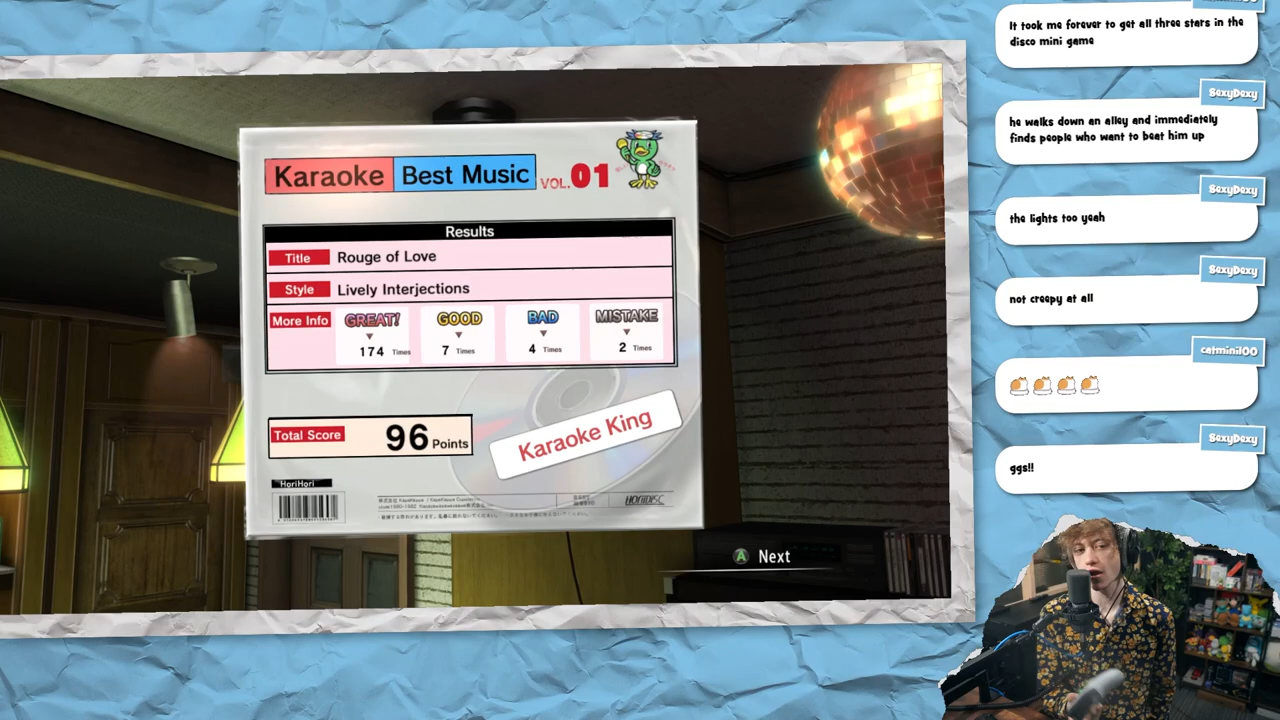 Karaoke Best Music VOL.01
Results
Title Rouge of Love
Style Lively Interjections
More Info GREAT! GOOD BAD MISTAKE
174 Times 7 Times 4 Times 2 Times
Total Score 96 Points
Karaoke King
HoriHori
HORIDISC
A Next
It took me forever to get all three stars in the
disco mini game
SexyDexy
he walks down an alley and immediately
finds people who want to beat him up
SexyDexy
the lights too yeah
SexyDexy
not creepy at all
catmini100
SexyDexy
ggs!!